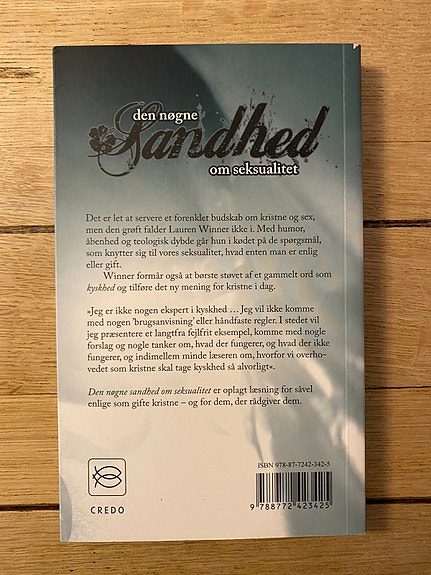 den nøgne
Sandhed
om seksualitet
Det er let at servere et forenklet budskab om kristne og sex,
men den grøft falder Lauren Winner ikke i. Med humor,
åbenhed og teologisk dybde går hun i kødet på de spørgsmål,
som knytter sig til vores seksualitet, hvad enten man er enlig
eller gift.
Winner formår også at børste støvet af et gammelt ord som
kyskhed og tilføre det ny mening for kristne i dag.
»Jeg er ikke nogen ekspert i kyskhed … Jeg vil ikke komme
med nogen 'brugsanvisning' eller håndfaste regler. I stedet vil
jeg præsentere et langtfra fejlfrit eksempel, komme med nogle
forslag og nogle tanker om, hvad der fungerer, og hvad der ikke
fungerer, og indimellem minde læseren om, hvorfor vi overho-
vedet som kristne skal tage kyskhed så alvorligt«.
Den nøgne sandhed om seksualitet er oplagt læsning for såvel
enlige som gifte kristne – og for dem, der rådgiver dem.
ISBN 978-87-7242-342-5
9 788772 423425
CREDO